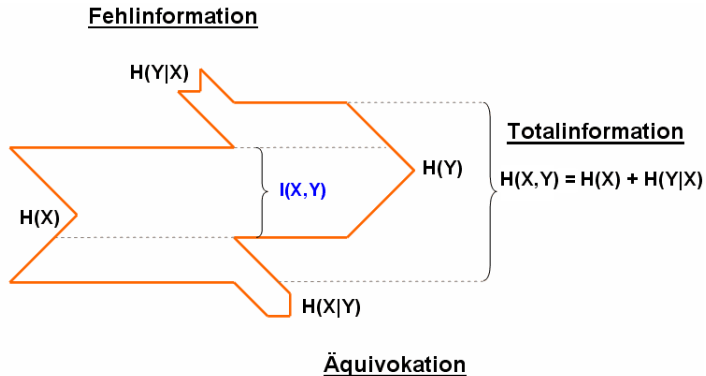 Fehlinformation
H(Y|X)
Totalinformation
H(X,Y) = H(X) + H(Y|X)
H(Y)
I(X,Y)
H(X)
H(X|Y)
Äquivokation